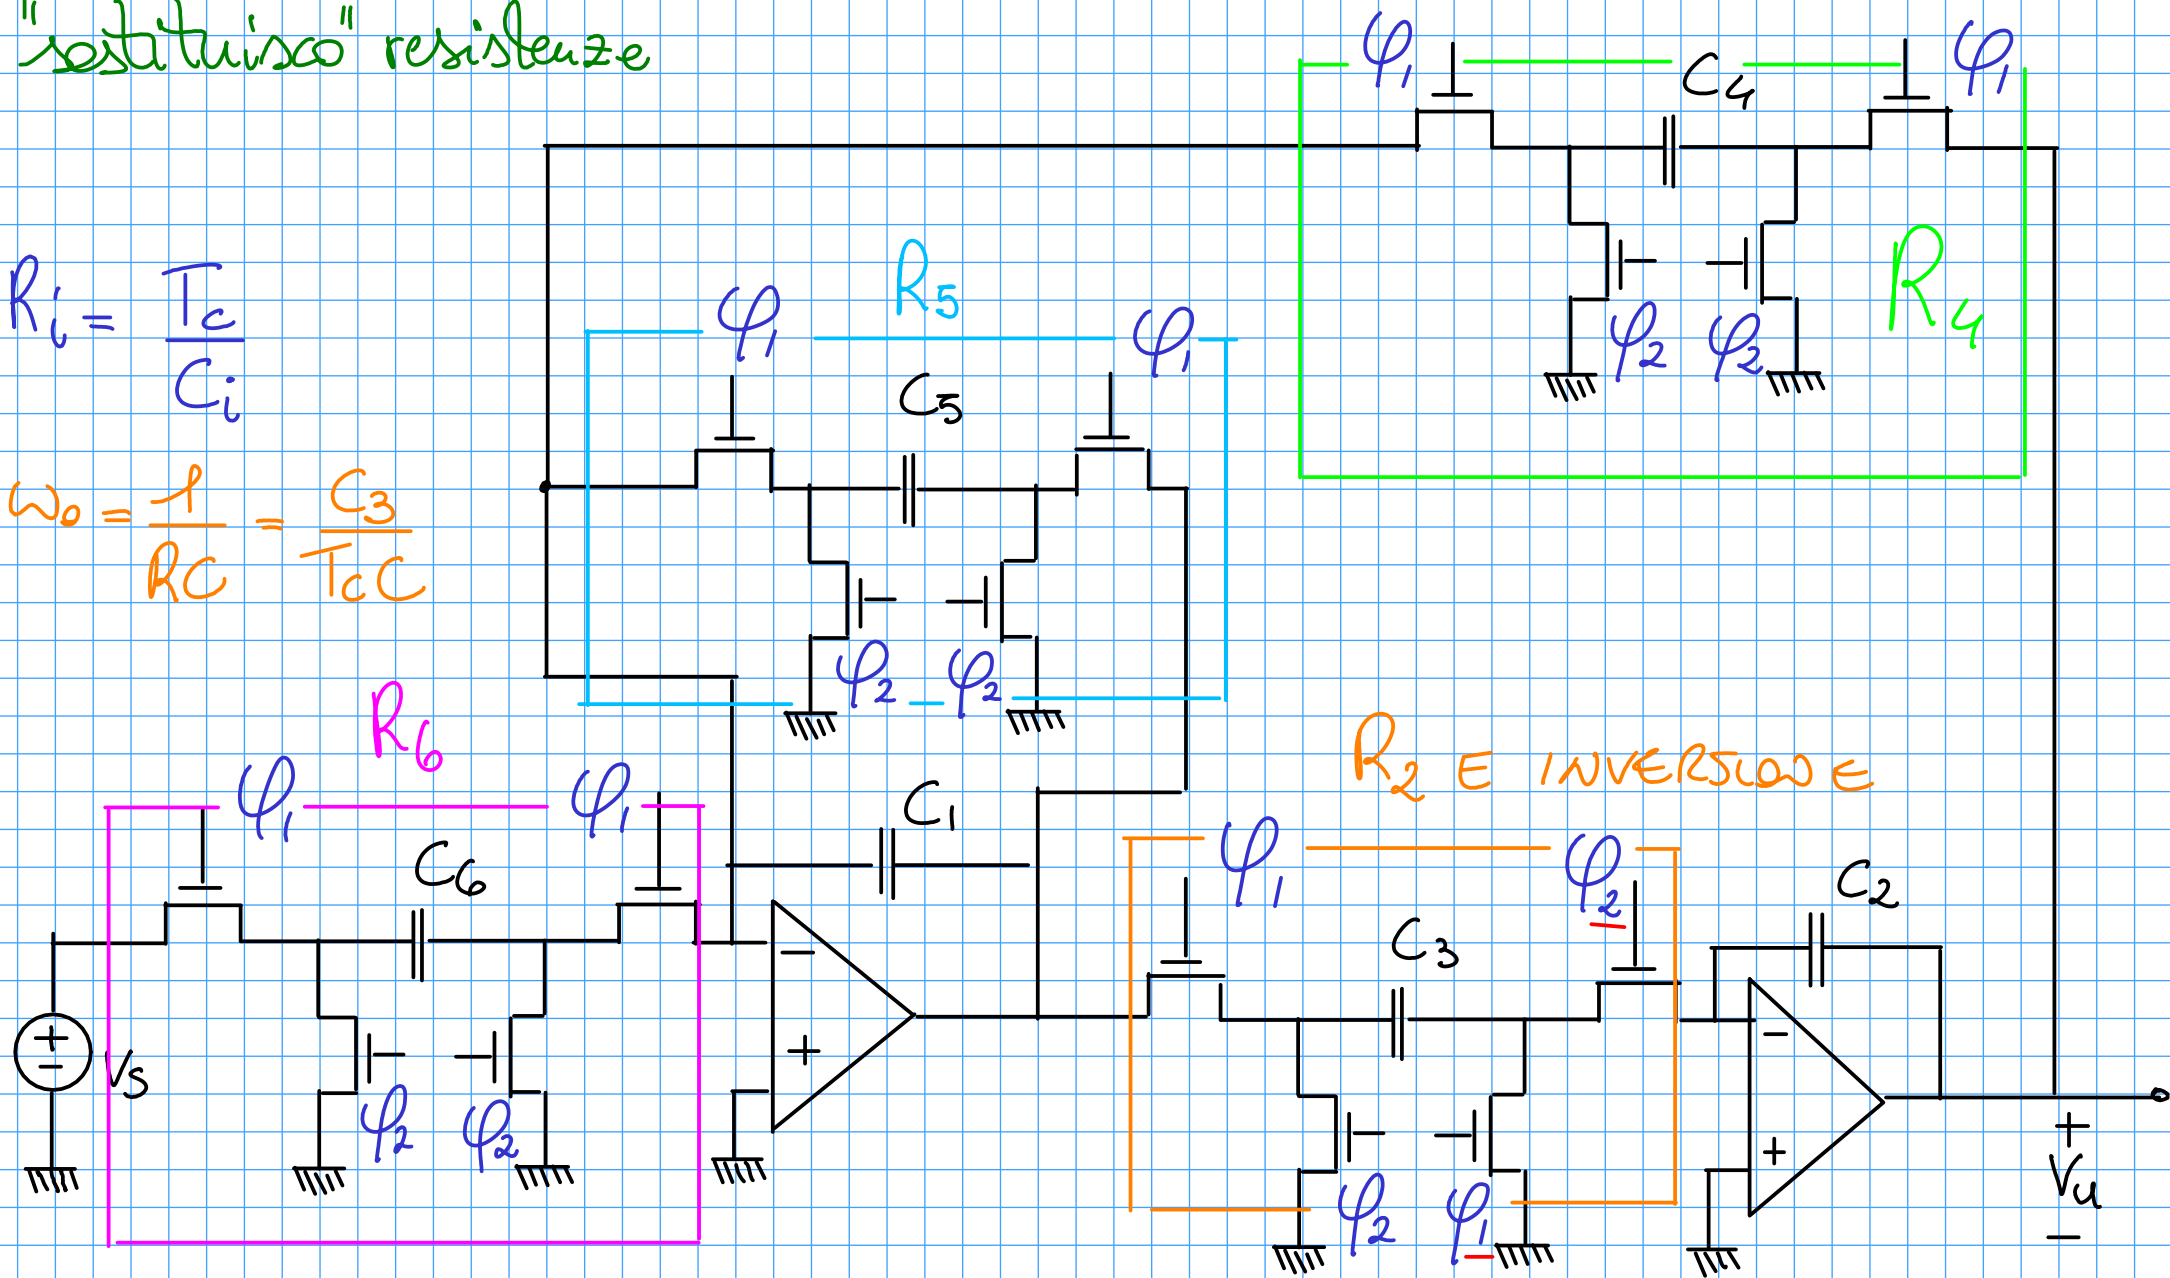 "sostituisco" resistenze
φ₁ C₄ φ₁
R₄
φ₂ φ₂
Rᵢ = Tc / Cᵢ
R₅
φ₁ φ₁
C₅
φ₂ φ₂
ω₀ = 1 / RC = C₃ / TcC
R₆
φ₁ φ₁
C₆
φ₂ φ₂
+
−
Vs
C₁
−
+
R₂ E INVERSIONE
φ₁ φ₂
C₃
φ₂ φ₁
C₂
−
+
+
Vu
−